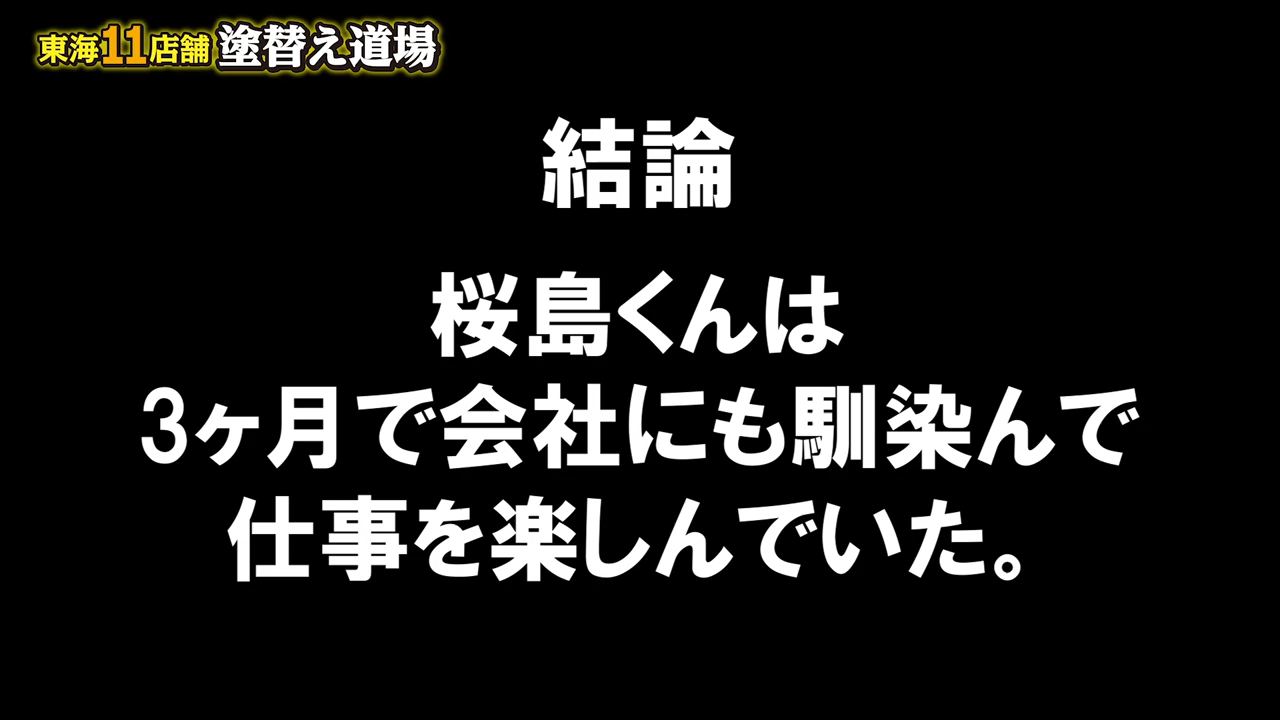 東海11店舗 塗替え道場
結論
桜島くんは
3ヶ月で会社にも馴染んで
仕事を楽しんでいた。